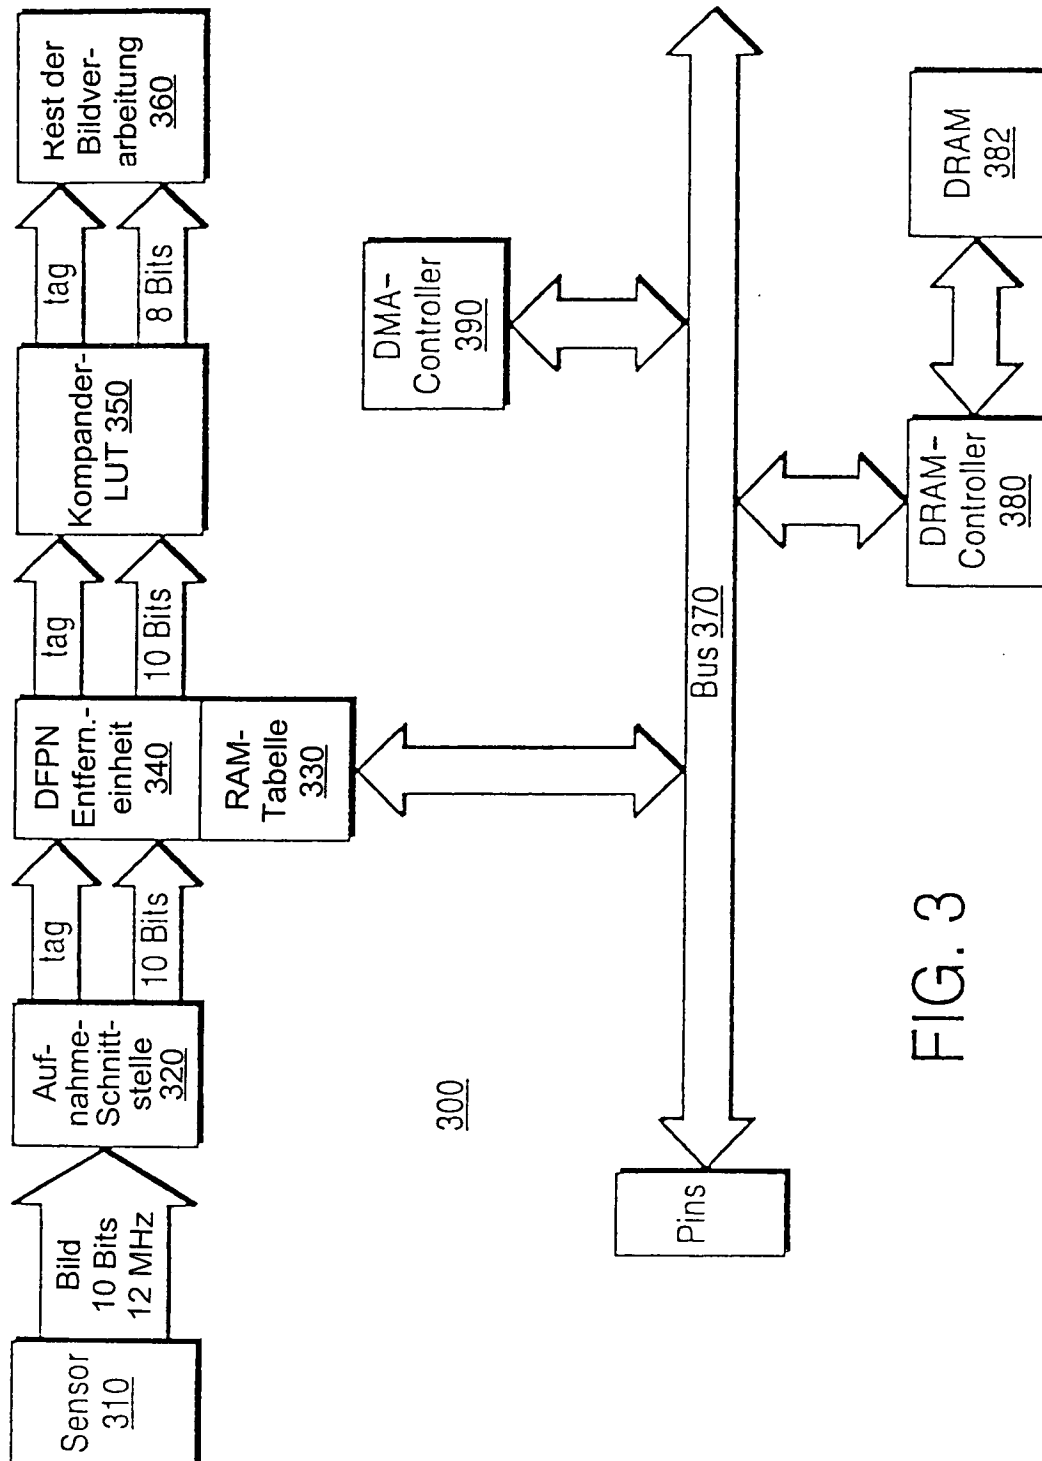 Sensor
310
Bild
10 Bits
12 MHz
Auf-
nahme-
Schnitt-
stelle
320
tag
10 Bits
DFPN
Entfern.-
einheit
340
RAM-
Tabelle
330
tag
10 Bits
Kompander-
LUT 350
tag
8 Bits
Rest der
Bildver-
arbeitung
360
DMA-
Controller
390
300
Pins
Bus 370
DRAM-
Controller
380
DRAM
382
FIG. 3